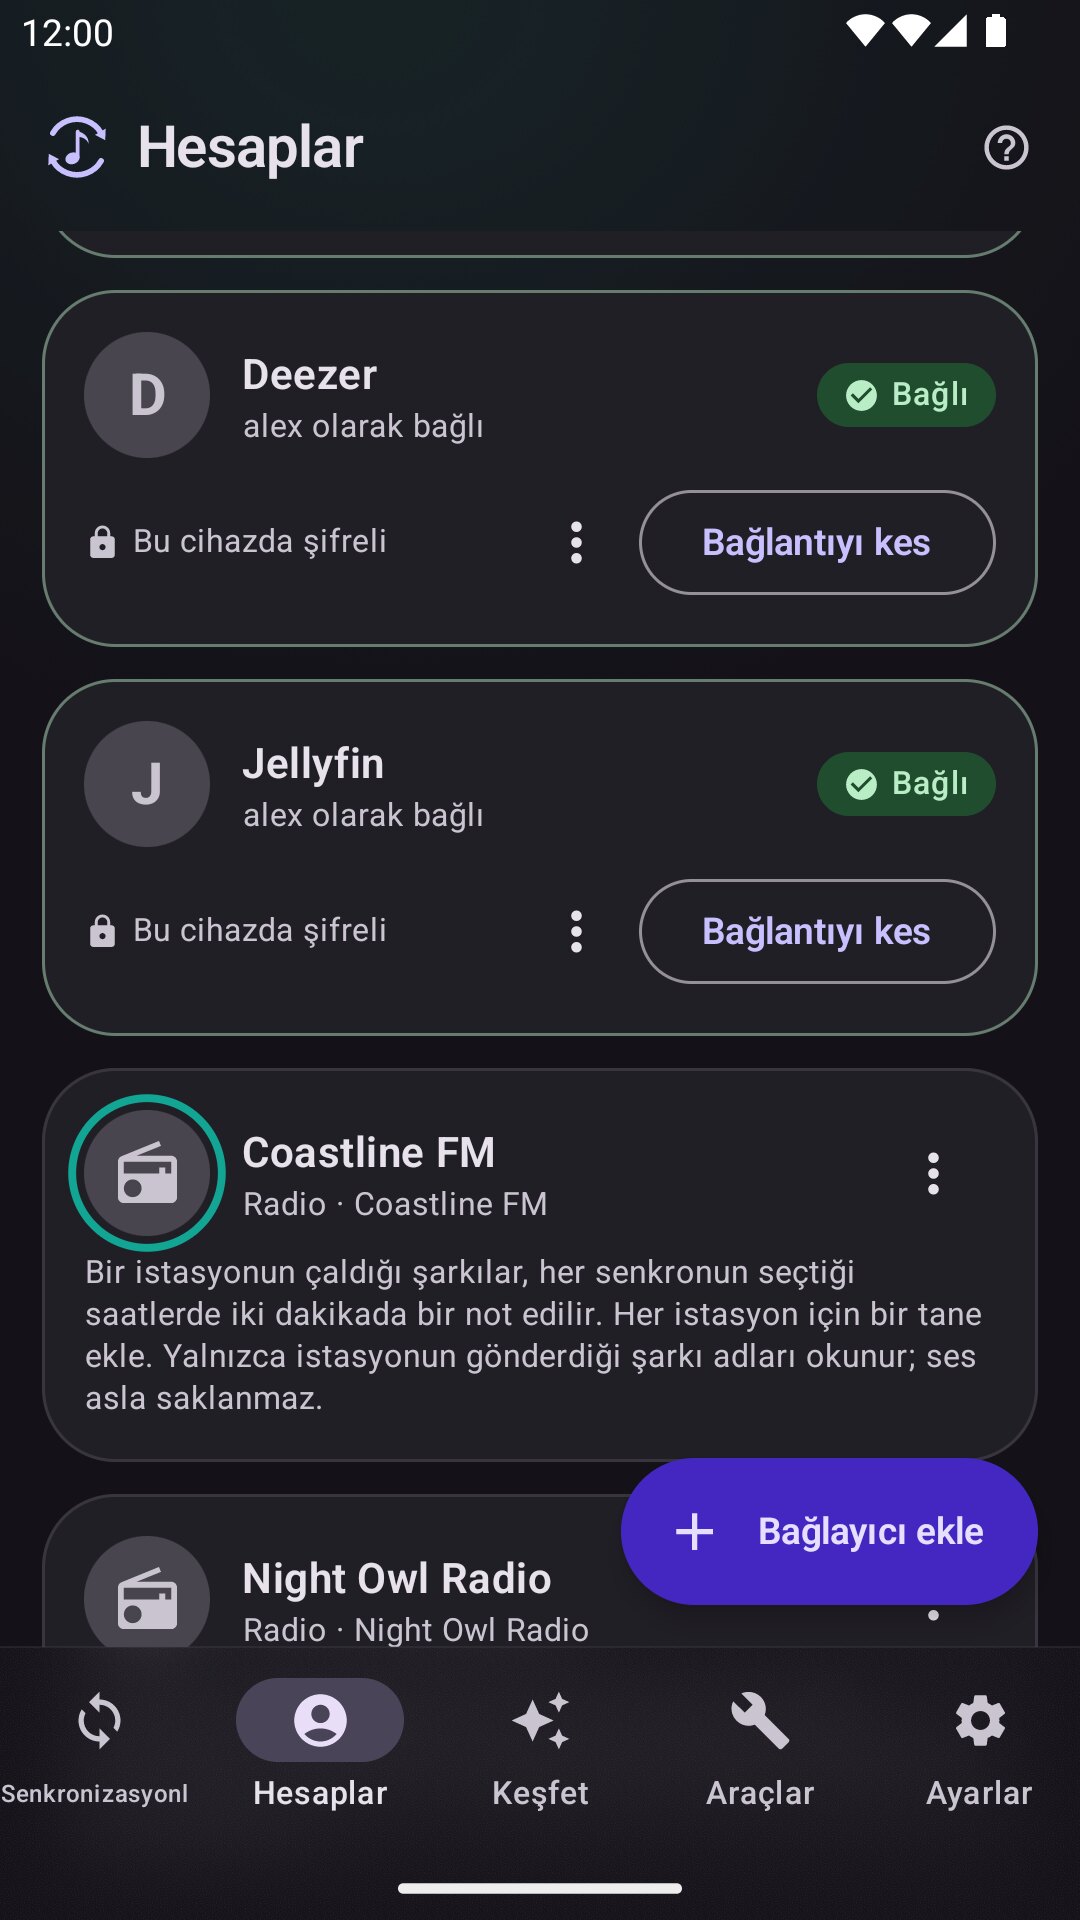 12:00
Hesaplar
D
Deezer
alex olarak bağlı
Bağlı
Bu cihazda şifreli
Bağlantıyı kes
J
Jellyfin
alex olarak bağlı
Bağlı
Bu cihazda şifreli
Bağlantıyı kes
Coastline FM
Radio · Coastline FM
Bir istasyonun çaldığı şarkılar, her senkronun seçtiği
saatlerde iki dakikada bir not edilir. Her istasyon için bir tane
ekle. Yalnızca istasyonun gönderdiği şarkı adları okunur; ses
asla saklanmaz.
Bağlayıcı ekle
Night Owl Radio
Radio · Night Owl Radio
Senkronizasyonl
Hesaplar
Keşfet
Araçlar
Ayarlar